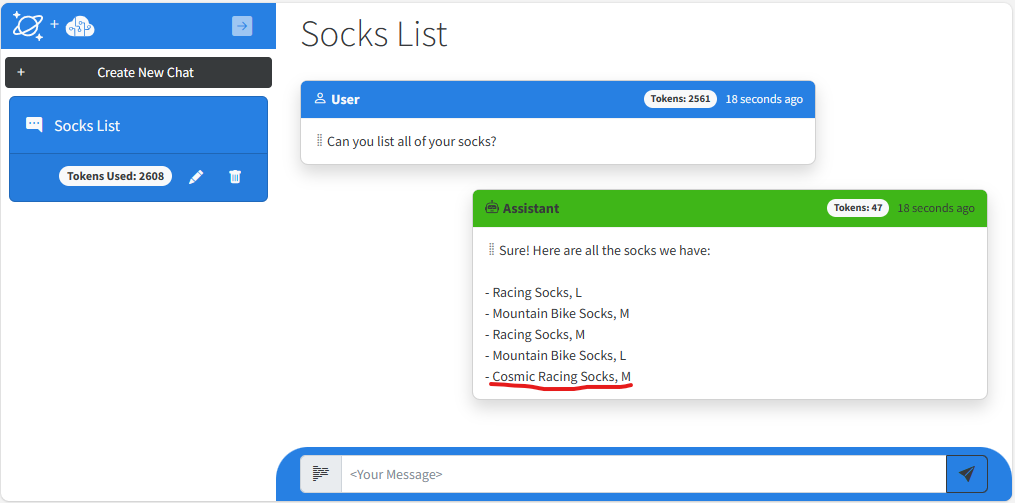 +
Socks List
+ Create New Chat
Socks List
Tokens Used: 2608
User Tokens: 2561 18 seconds ago
Can you list all of your socks?
Assistant Tokens: 47 18 seconds ago
Sure! Here are all the socks we have:
- Racing Socks, L
- Mountain Bike Socks, M
- Racing Socks, M
- Mountain Bike Socks, L
- Cosmic Racing Socks, M
<Your Message>